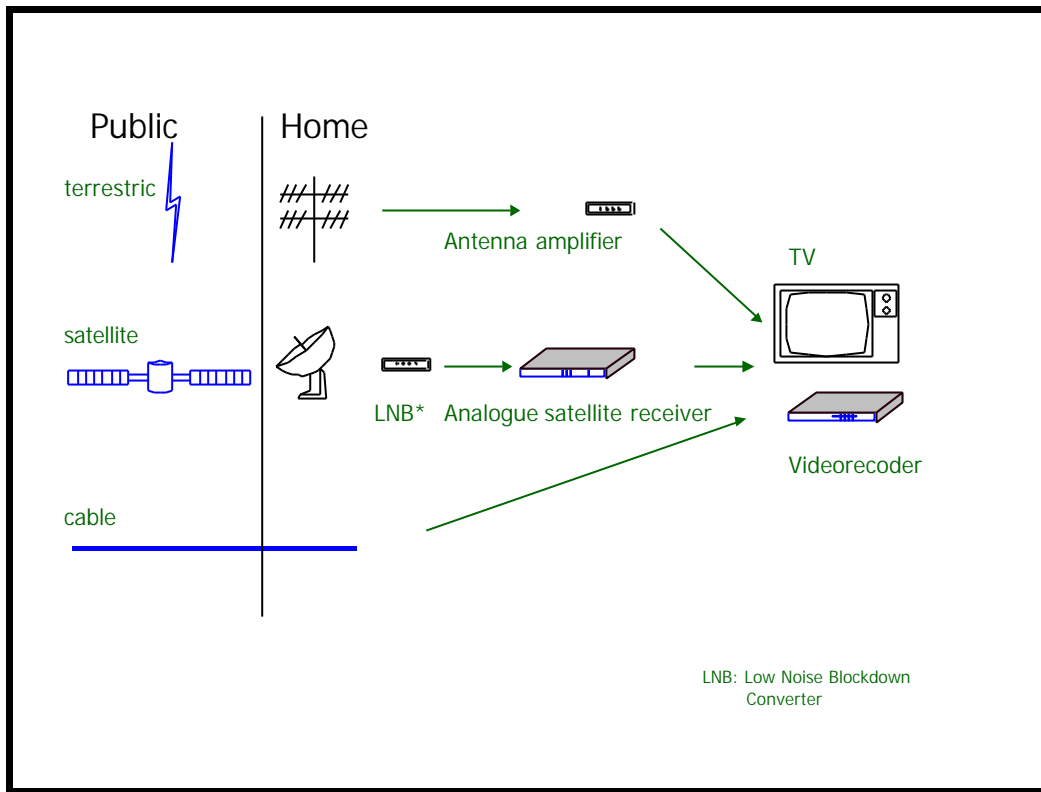 Public
Home
terrestric
Antenna amplifier
TV
satellite
LNB*
Analogue satellite receiver
Videorecoder
cable
LNB: Low Noise Blockdown
Converter